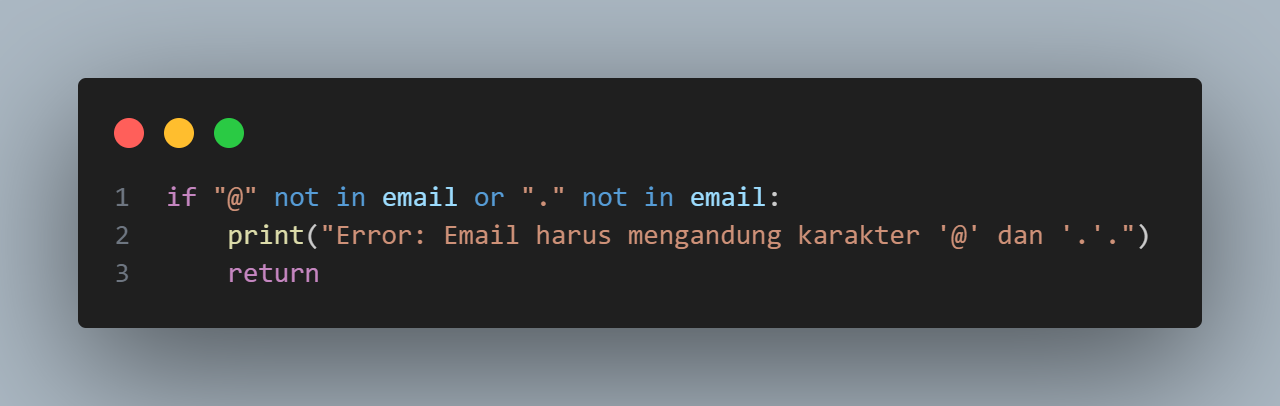 1 if "@" not in email or "." not in email:
2     print("Error: Email harus mengandung karakter '@' dan '.'.")
3     return